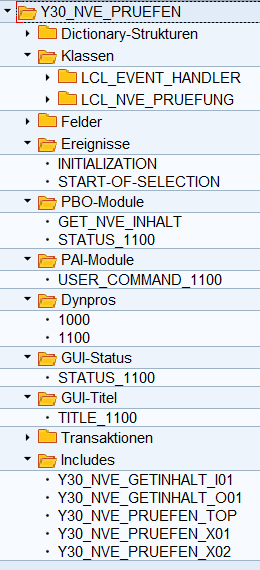 Y30_NVE_PRUEFEN
Dictionary-Strukturen
Klassen
LCL_EVENT_HANDLER
LCL_NVE_PRUEFUNG
Felder
Ereignisse
INITIALIZATION
START-OF-SELECTION
PBO-Module
GET_NVE_INHALT
STATUS_1100
PAI-Module
USER_COMMAND_1100
Dynpros
1000
1100
GUI-Status
STATUS_1100
GUI-Titel
TITLE_1100
Transaktionen
Includes
Y30_NVE_GETINHALT_I01
Y30_NVE_GETINHALT_O01
Y30_NVE_PRUEFEN_TOP
Y30_NVE_PRUEFEN_X01
Y30_NVE_PRUEFEN_X02